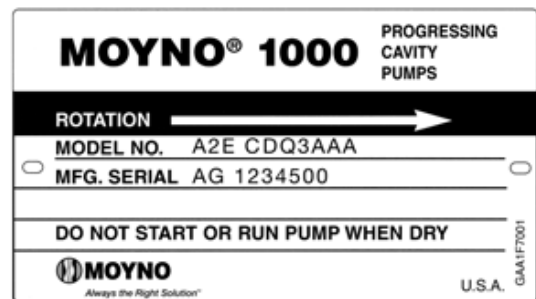 MOYNO® 1000
PROGRESSING
CAVITY
PUMPS
ROTATION
MODEL NO. A2E CDQ3AAA
MFG. SERIAL AG 1234500
DO NOT START OR RUN PUMP WHEN DRY
MOYNO
Always the Right Solution™
U.S.A.
GAA1F7001